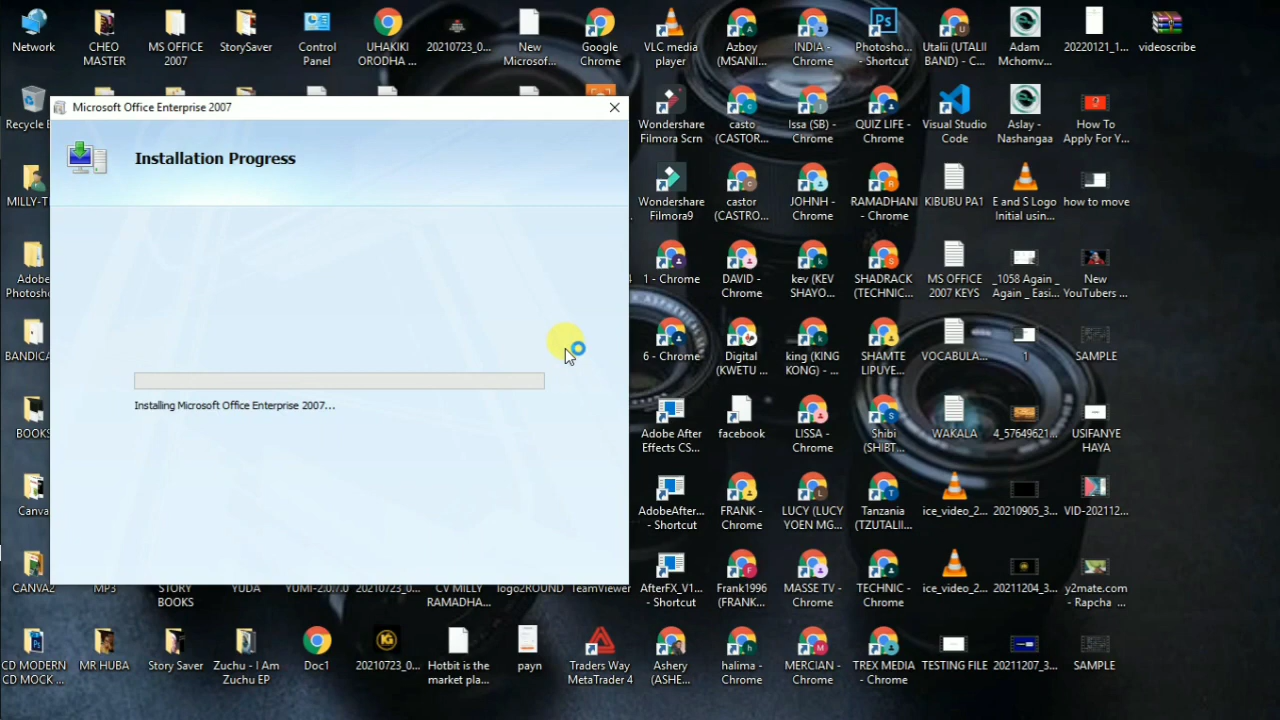 Network
CHEO
MASTER
MS OFFICE
2007
StorySaver
Control
Panel
UHAKIKI
ORODHA ...
20210723_0...
New
Microsof...
Google
Chrome
VLC media
player
Azboy
(MSANII...
INDIA -
Chrome
Photosho...
- Shortcut
Utalii (UTALII
BAND) - C...
Adam
Mchomv...
20220121_1...
videoscribe
Recycle B
Microsoft Office Enterprise 2007
Installation Progress
Installing Microsoft Office Enterprise 2007...
Wondershare
Filmora Scrn
casto
(CASTOR...
Issa (SB) -
Chrome
QUIZ LIFE -
Chrome
Visual Studio
Code
Aslay -
Nashangaa
How To
Apply For Y...
MILLY-T
Wondershare
Filmora9
castor
(CASTRO...
JOHNH -
Chrome
RAMADHANI
- Chrome
KIBUBU PA1
E and S Logo
Initial usin...
how to move
Adobe
Photosh
1 - Chrome
DAVID -
Chrome
kev (KEV
SHAYO...
SHADRACK
(TECHNIC...
MS OFFICE
2007 KEYS
_1058 Again _
Again _ Easi...
New
YouTubers ...
BANDICA
6 - Chrome
Digital
(KWETU ...
king (KING
KONG) - ...
SHAMTE
LIPUYE...
VOCABULA...
1
SAMPLE
BOOKS
Adobe After
Effects CS...
facebook
LISSA -
Chrome
Shibi
(SHIBT...
WAKALA
4_57649621...
USIFANYE
HAYA
Canva
AdobeAfter...
- Shortcut
FRANK -
Chrome
LUCY (LUCY
YOEN MG...
Tanzania
(TZUTALII...
ice_video_2...
20210905_3...
VID-202112...
CANVA2
MP3
STORY
BOOKS
YUDA
YUMI-2.0.7.0
20210723_0...
CV MILLY
RAMADHA...
logo2ROUND
TeamViewer
AfterFX_V1...
- Shortcut
Frank1996
(FRANK...
MASSE TV -
Chrome
TECHNIC -
Chrome
ice_video_2...
20211204_3...
y2mate.com
- Rapcha ...
CD MODERN
CD MOCK ...
MR HUBA
Story Saver
Zuchu - I Am
Zuchu EP
Doc1
20210723_0...
Hotbit is the
market pla...
payn
Traders Way
MetaTrader 4
Ashery
(ASHE...
halima -
Chrome
MERCIAN -
Chrome
TREX MEDIA
- Chrome
TESTING FILE
20211207_3...
SAMPLE